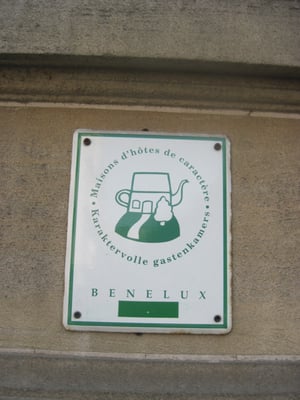 • Maisons d'hôtes de caractère •
Karaktervolle gastenkamers
BENELUX